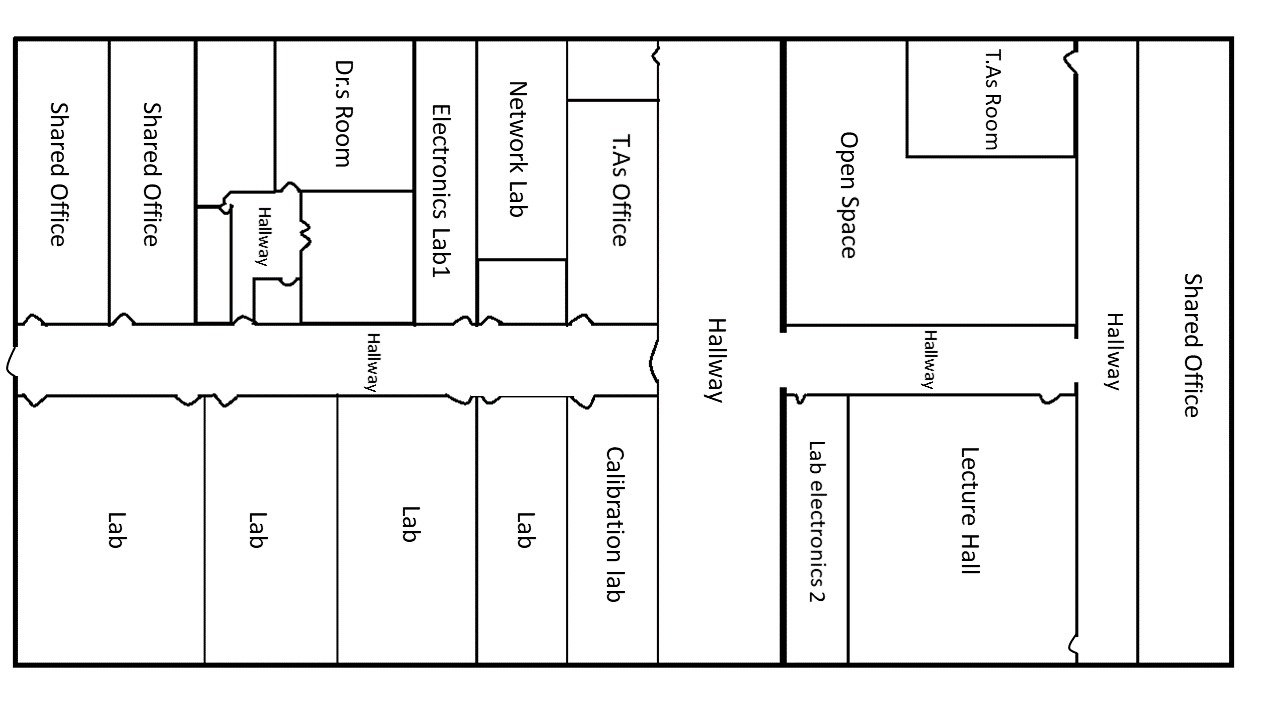 Shared Office
Hallway
T.As Room
Lecture Hall
Hallway
Open Space
Lab electronics 2
Hallway
T.As Office
Calibration lab
Network Lab
Lab
Electronics Lab1
Lab
Hallway
Dr.s Room
Hallway
Lab
Shared Office
Lab
Shared Office